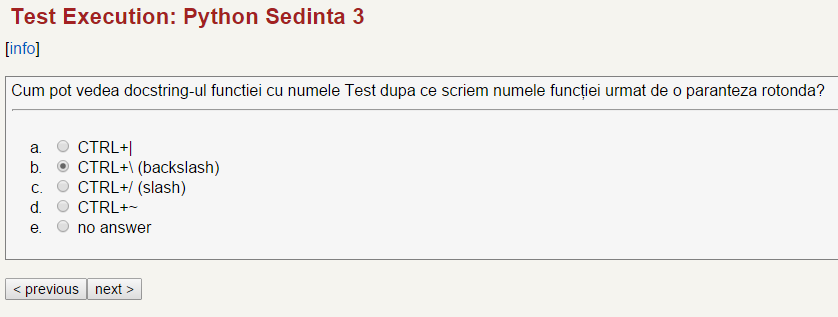 Test Execution: Python Sedinta 3
[info]
Cum pot vedea docstring-ul functiei cu numele Test dupa ce scriem numele funcției urmat de o paranteza rotonda?
a. CTRL+|
b. CTRL+\ (backslash)
c. CTRL+/ (slash)
d. CTRL+~
e. no answer
< previous next >